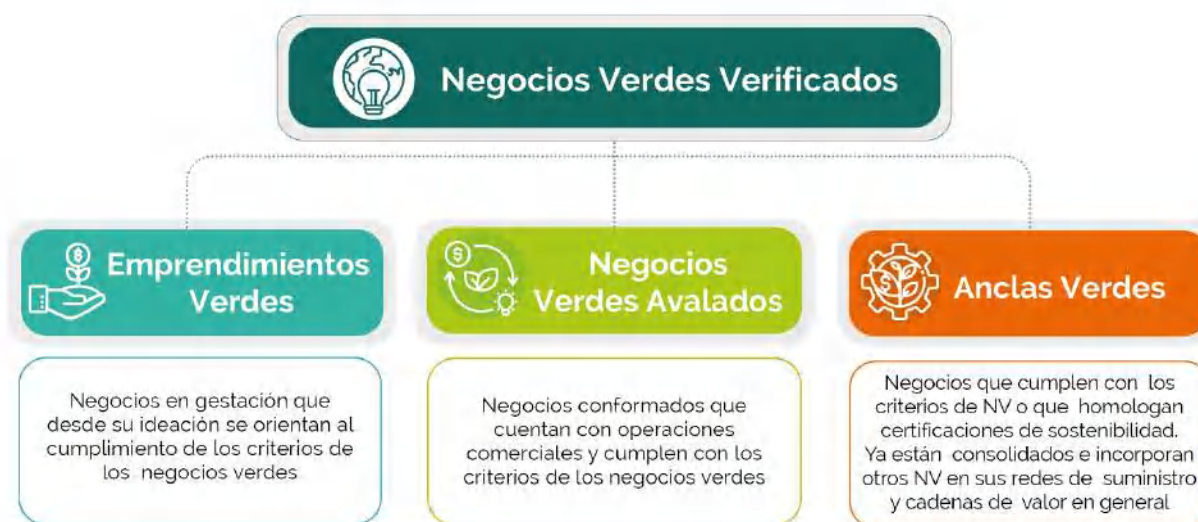 Negocios Verdes Verificados
Emprendimientos
Verdes
Negocios en gestación que
desde su ideación se orientan al
cumplimiento de los criterios de
los negocios verdes
Negocios
Verdes Avalados
Negocios conformados que
cuentan con operaciones
comerciales y cumplen con los
criterios de los negocios verdes
Anclas Verdes
Negocios que cumplen con los
criterios de NV o que homologan
certificaciones de sostenibilidad.
Ya están consolidados e incorporan
otros NV en sus redes de suministro
y cadenas de valor en general